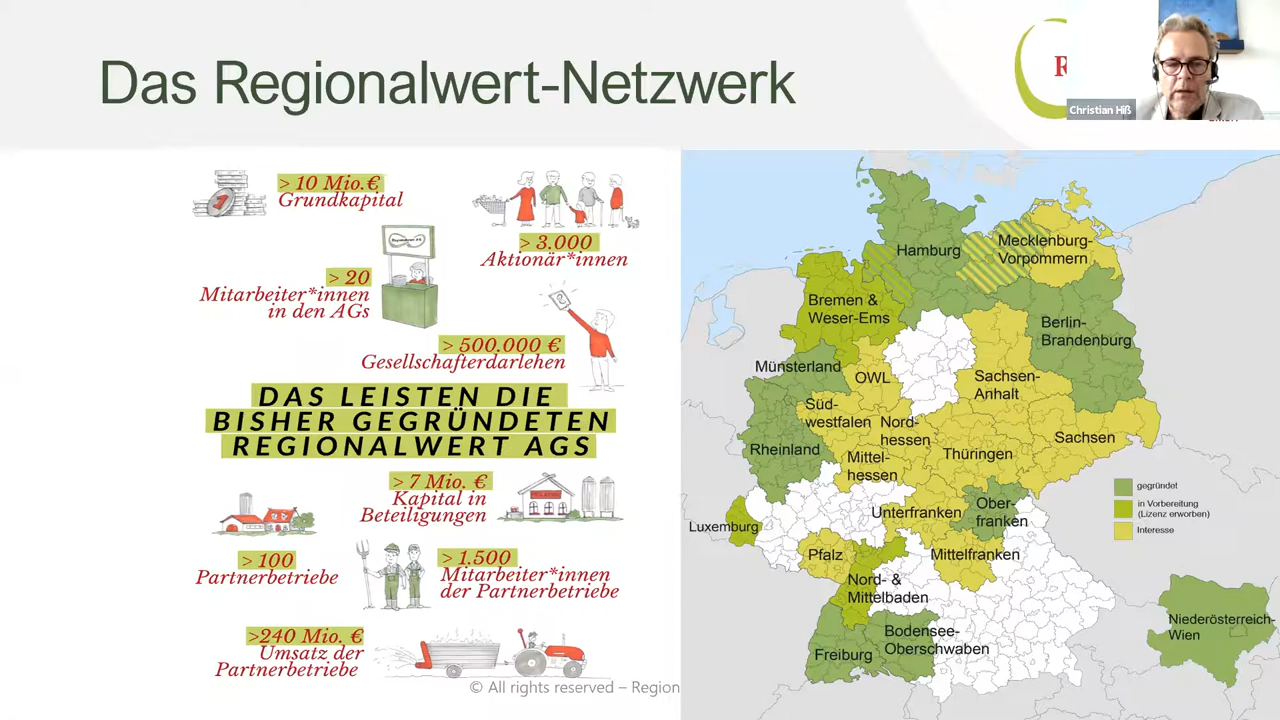 Das Regionalwert-Netzwerk
R
Christian Hiß
> 10 Mio.€
Grundkapital
> 3.000
Aktionär*innen
> 20
Mitarbeiter*innen
in den AGs
> 500.000 €
Gesellschafterdarlehen
DAS LEISTEN DIE
BISHER GEGRÜNDETEN
REGIONALWERT AGS
> 7 Mio. €
Kapital in
Beteiligungen
> 100
Partnerbetriebe
> 1.500
Mitarbeiter*innen
der Partnerbetriebe
>240 Mio. €
Umsatz der
Partnerbetriebe
© All rights reserved – Region
Hamburg
Mecklenburg-
Vorpommern
Bremen &
Weser-Ems
Berlin-
Brandenburg
Münsterland
OWL
Sachsen-
Anhalt
Süd-
westfalen
Nord-
hessen
Sachsen
Rheinland
Mittel-
hessen
Thüringen
Luxemburg
Unterfranken
Ober-
franken
Pfalz
Mittelfranken
Nord- &
Mittelbaden
Bodensee-
Oberschwaben
Freiburg
Niederösterreich-
Wien
gegründet
in Vorbereitung
(Lizenz erworben)
Interesse